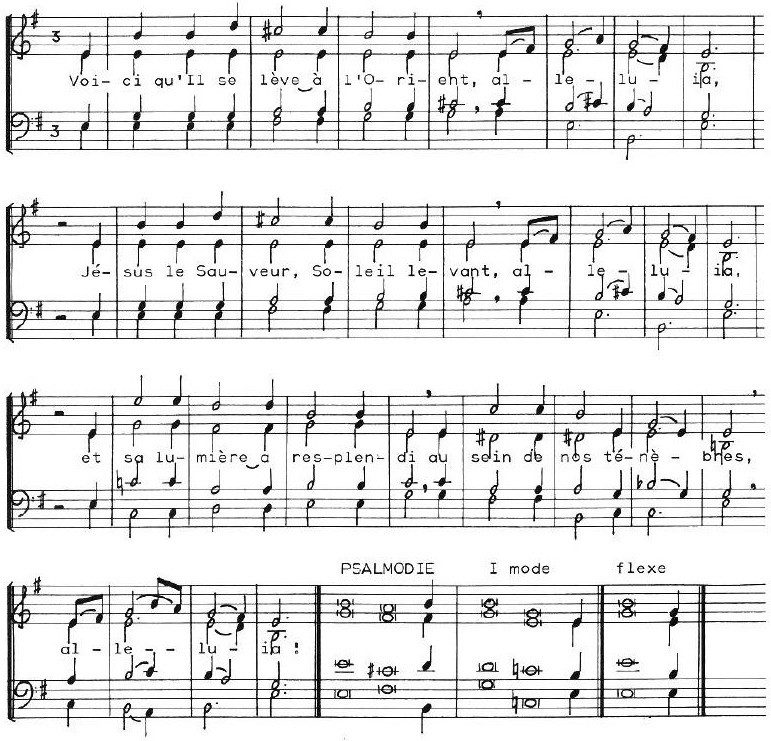 3
Voi- ci qu'Il se lève à l'O- ri- ent, al- le - lu - ia,
3
Jé- sus le Sau- veur, So- leil le- vant, al- le - lu - ia,
et sa lu- mière a res-plen- di au sein de nos té-nè- bres,
PSALMODIE I mode flexe
al - le - - lu - ia !